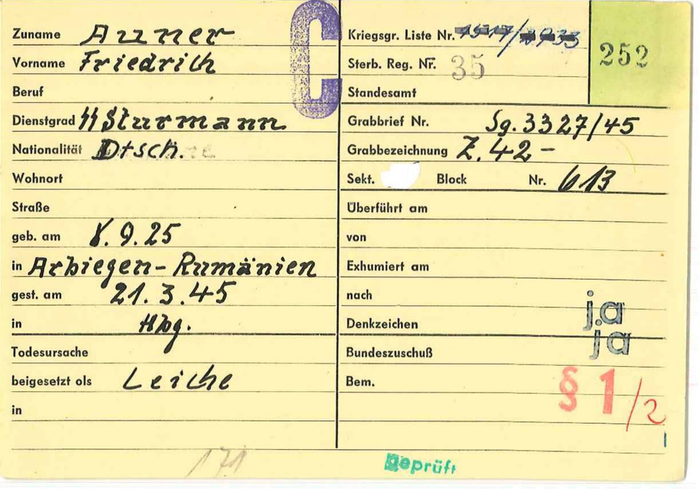 Zuname Auner
Vorname Friedrich
Beruf
Dienstgrad SS Sturmann
Nationalität Dtsch.
Wohnort
Straße
geb. am 8.9.25
in Arbiegen-Rumänien
gest. am 21.3.45
in Hbg.
Todesursache
beigesetzt als Leiche
in
171
C
Kriegsgr. Liste Nr.
252
Sterb. Reg. Nr. 35
Standesamt
Grabbrief Nr. Sg. 3327/45
Grabbezeichnung Z. 42 -
Sekt. Block Nr. 613
Überführt am
von
Exhumiert am
nach
Denkzeichen ja
Bundeszuschuß ja
Bem. § 1/2
geprüft